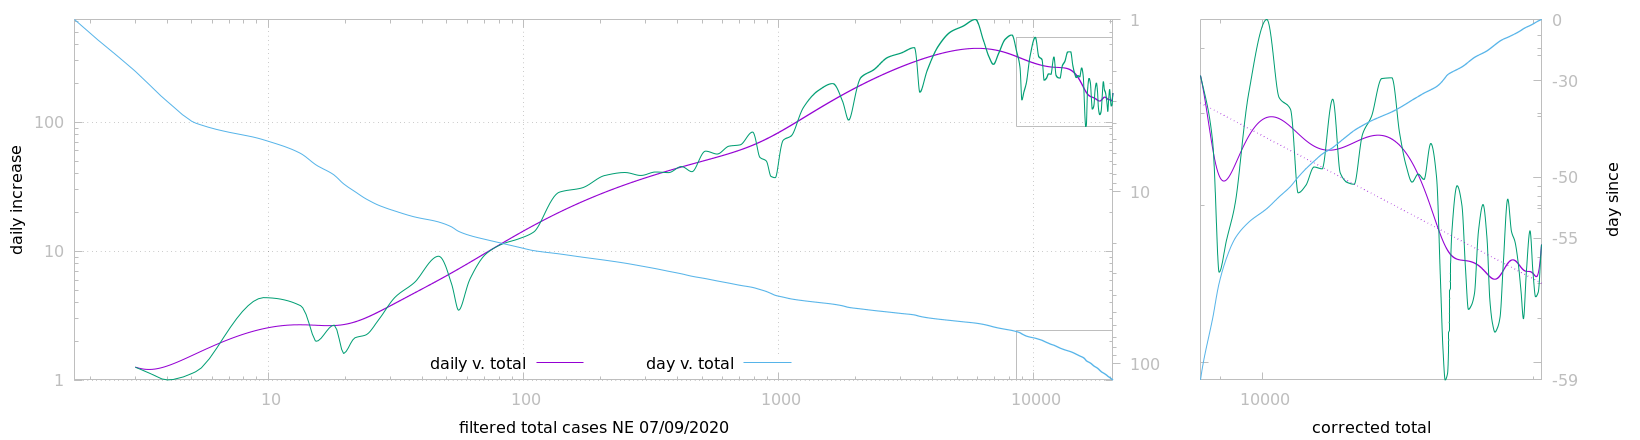 daily increase
100
10
1
10
100
1000
10000
filtered total cases NE 07/09/2020
daily v. total
day v. total
1
10
100
10000
corrected total
0
-30
-50
-55
-59
day since